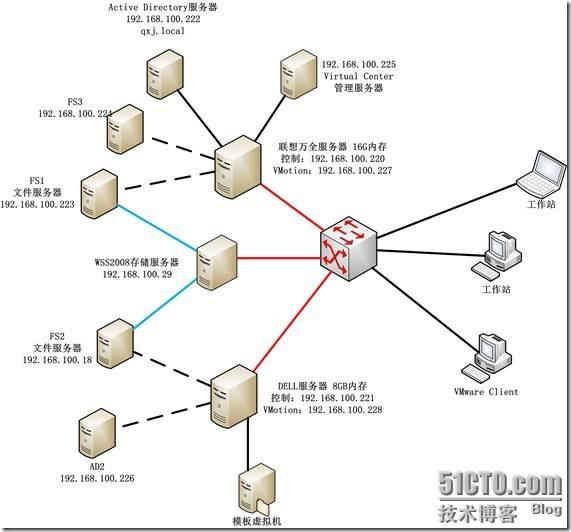 Active Directory服务器
192.168.100.222
qxj.local
192.168.100.225
Virtual Center
管理服务器
FS3
192.168.100.224
联想万全服务器 16G内存
控制：192.168.100.220
VMotion：192.168.100.227
FS1
文件服务器
192.168.100.223
工作站
WSS2008存储服务器
192.168.100.29
工作站
FS2
文件服务器
192.168.100.18
DELL服务器 8GB内存
控制：192.168.100.221
VMotion：192.168.100.228
VMware Client
AD2
192.168.100.226
模板虚拟机
51CTO.com
技术博客 Blog